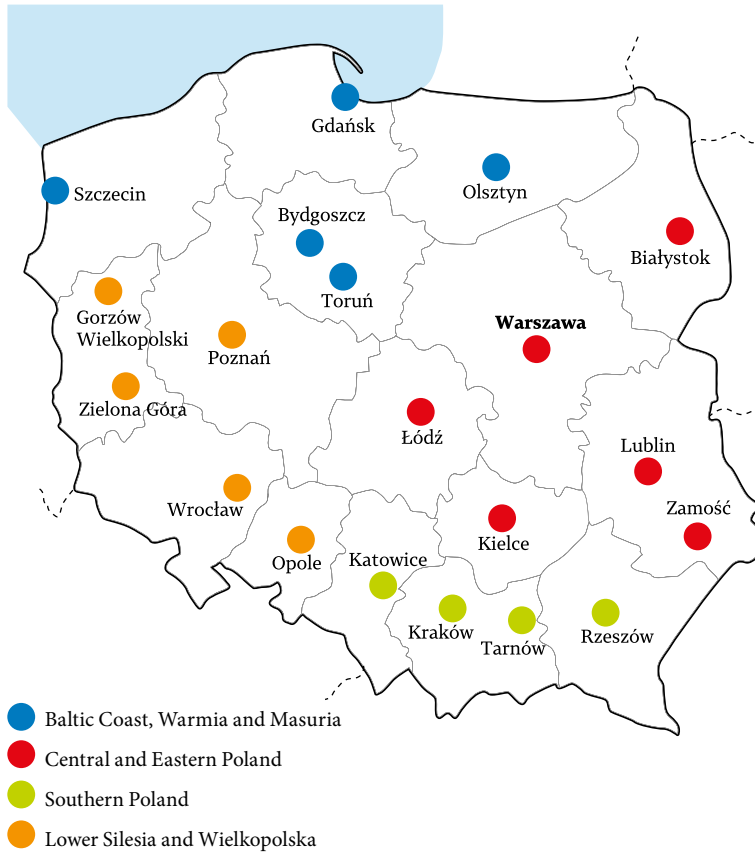 Gdańsk
Szczecin
Olsztyn
Bydgoszcz
Białystok
Toruń
Gorzów
Wielkopolski
Warszawa
Poznań
Zielona Góra
Łódź
Lublin
Wrocław
Zamość
Kielce
Opole
Katowice
Kraków
Tarnów
Rzeszów
Baltic Coast, Warmia and Masuria
Central and Eastern Poland
Southern Poland
Lower Silesia and Wielkopolska